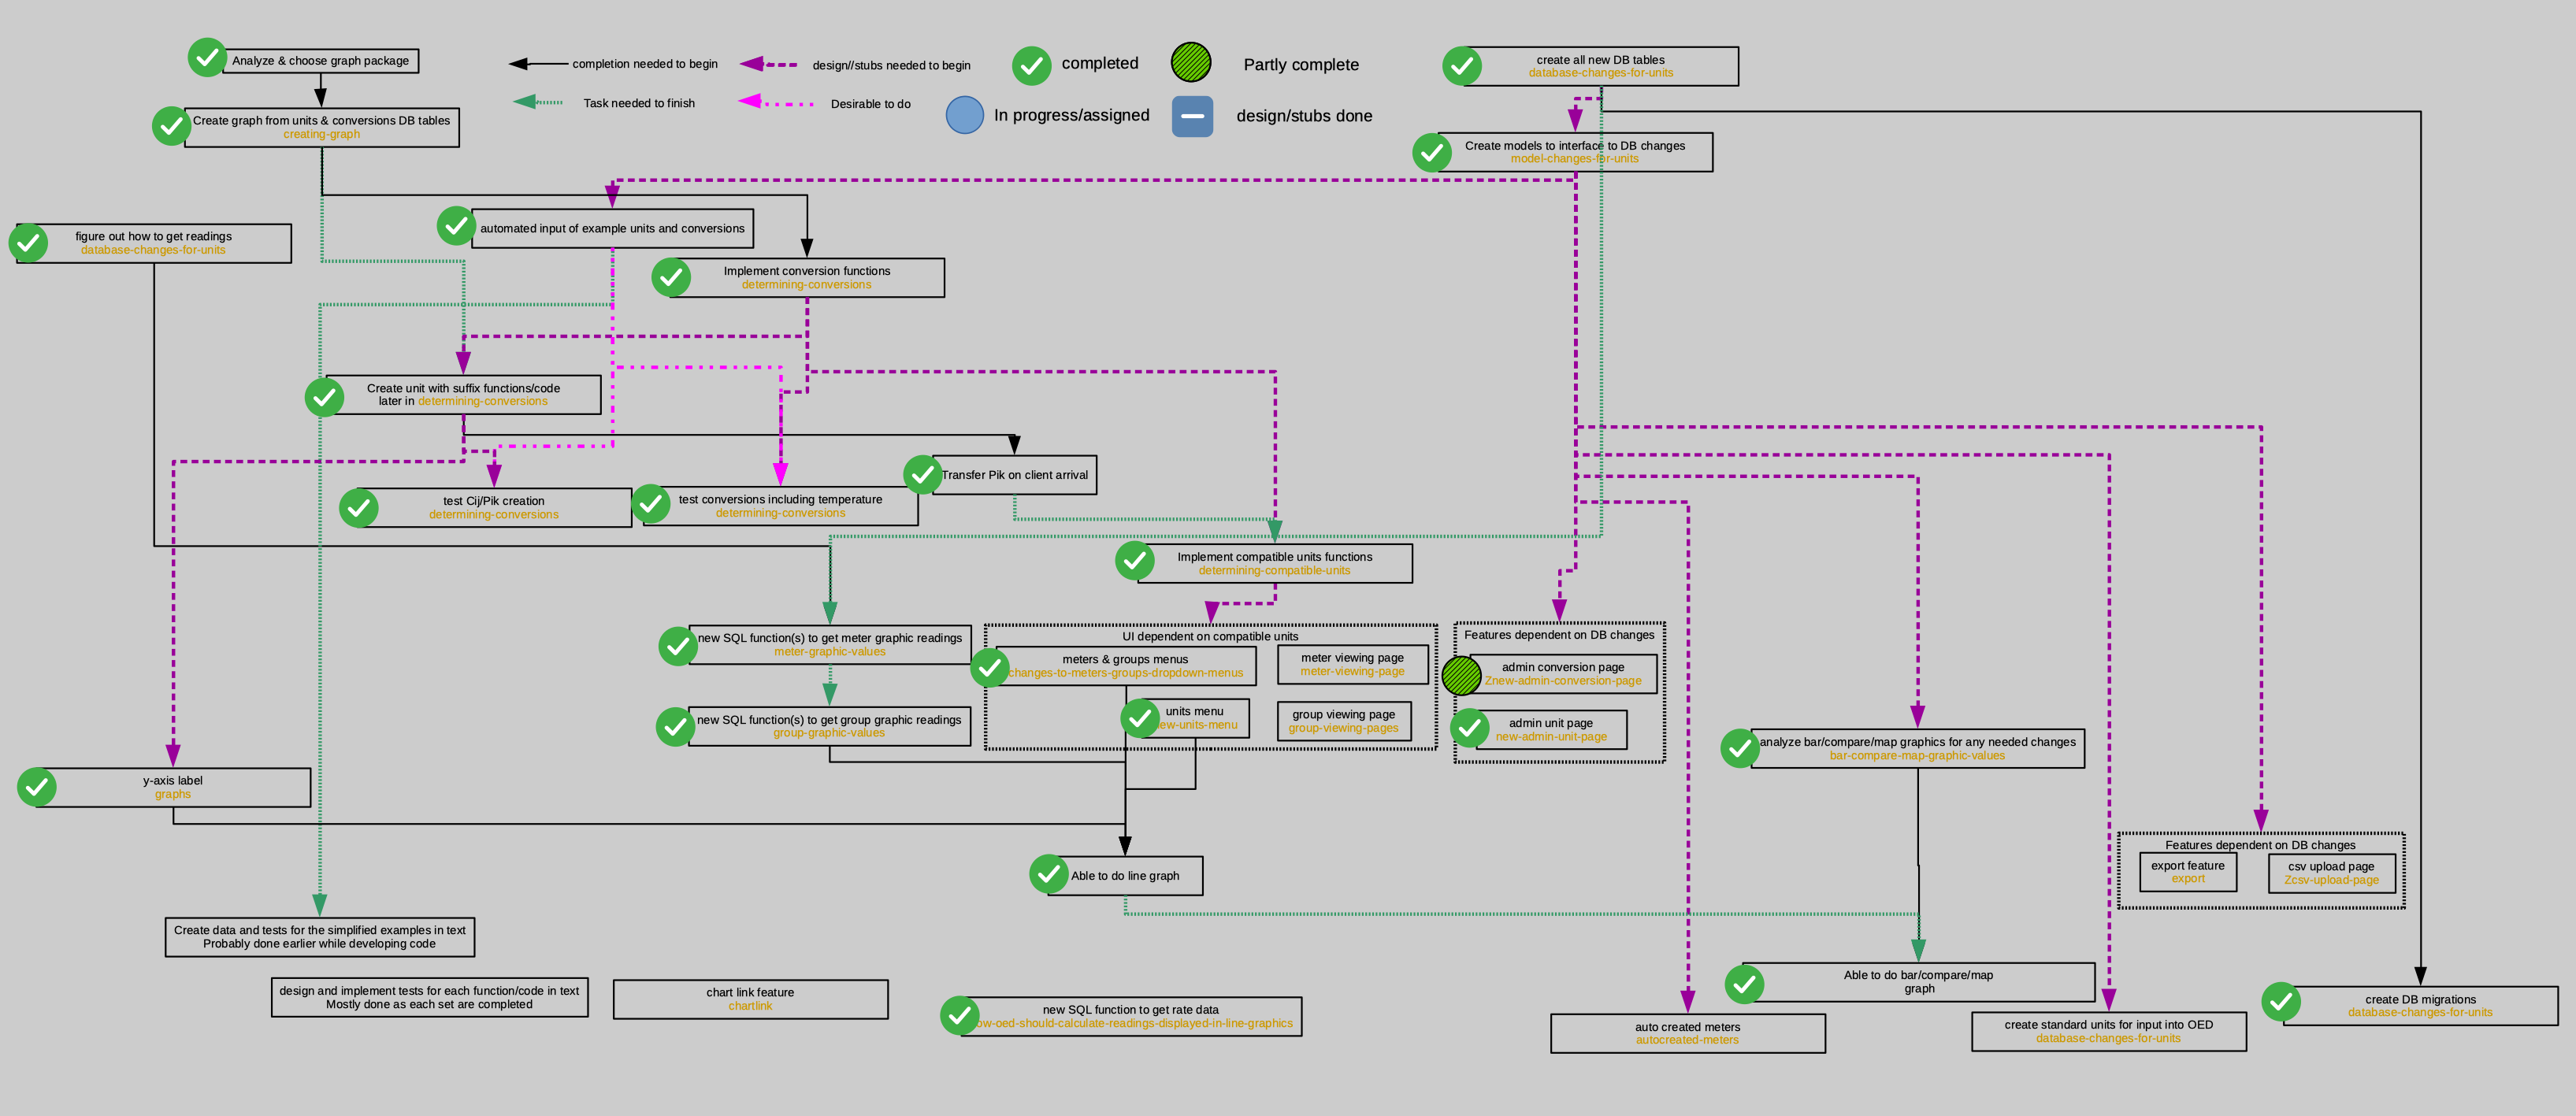 Analyze & choose graph package
completion needed to begin
design//stubs needed to begin
completed
Partly complete
Task needed to finish
Desirable to do
In progress/assigned
design/stubs done
create all new DB tables
database-changes-for-units
Create graph from units & conversions DB tables
creating-graph
Create models to interface to DB changes
model-changes-for-units
figure out how to get readings
database-changes-for-units
automated input of example units and conversions
Implement conversion functions
determining-conversions
Create unit with suffix functions/code
later in determining-conversions
Transfer Pik on client arrival
test Cij/Pik creation
determining-conversions
test conversions including temperature
determining-conversions
Implement compatible units functions
determining-compatible-units
new SQL function(s) to get meter graphic readings
meter-graphic-values
UI dependent on compatible units
meters & groups menus
changes-to-meters-groups-dropdown-menus
meter viewing page
meter-viewing-page
units menu
ew-units-menu
group viewing page
group-viewing-pages
Features dependent on DB changes
admin conversion page
Znew-admin-conversion-page
admin unit page
new-admin-unit-page
new SQL function(s) to get group graphic readings
group-graphic-values
analyze bar/compare/map graphics for any needed changes
bar-compare-map-graphic-values
y-axis label
graphs
Able to do line graph
Features dependent on DB changes
export feature
export
csv upload page
Zcsv-upload-page
Create data and tests for the simplified examples in text
Probably done earlier while developing code
design and implement tests for each function/code in text
Mostly done as each set are completed
chart link feature
chartlink
new SQL function to get rate data
ow-oed-should-calculate-readings-displayed-in-line-graphics
Able to do bar/compare/map
graph
auto created meters
autocreated-meters
create standard units for input into OED
database-changes-for-units
create DB migrations
database-changes-for-units